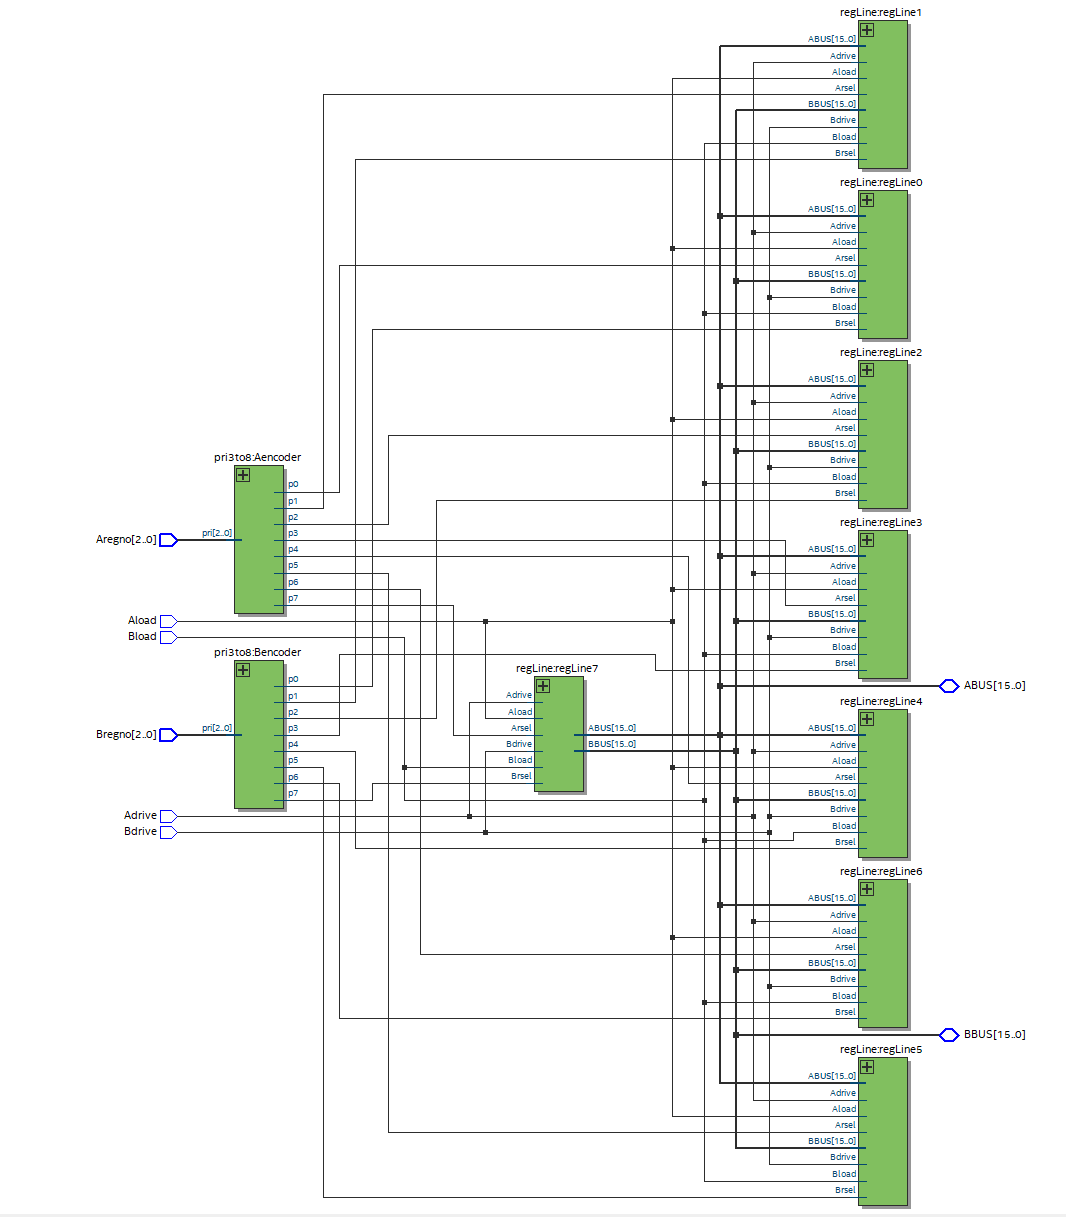 regLine:regLine1
ABUS[15..0]
Adrive
Aload
Arsel
BBUS[15..0]
Bdrive
Bload
Brsel
regLine:regLine0
ABUS[15..0]
Adrive
Aload
Arsel
BBUS[15..0]
Bdrive
Bload
Brsel
regLine:regLine2
ABUS[15..0]
Adrive
Aload
Arsel
BBUS[15..0]
Bdrive
Bload
Brsel
pri3to8:Aencoder
p0
p1
p2
p3
p4
p5
p6
p7
Aregno[2..0]
pri[2..0]
regLine:regLine3
ABUS[15..0]
Adrive
Aload
Arsel
BBUS[15..0]
Bdrive
Bload
Brsel
Aload
Bload
pri3to8:Bencoder
p0
p1
p2
p3
p4
p5
p6
p7
Bregno[2..0]
pri[2..0]
regLine:regLine7
Adrive
Aload
Arsel
Bdrive
Bload
Brsel
ABUS[15..0]
BBUS[15..0]
ABUS[15..0]
regLine:regLine4
ABUS[15..0]
Adrive
Aload
Arsel
BBUS[15..0]
Bdrive
Bload
Brsel
Adrive
Bdrive
regLine:regLine6
ABUS[15..0]
Adrive
Aload
Arsel
BBUS[15..0]
Bdrive
Bload
Brsel
BBUS[15..0]
regLine:regLine5
ABUS[15..0]
Adrive
Aload
Arsel
BBUS[15..0]
Bdrive
Bload
Brsel